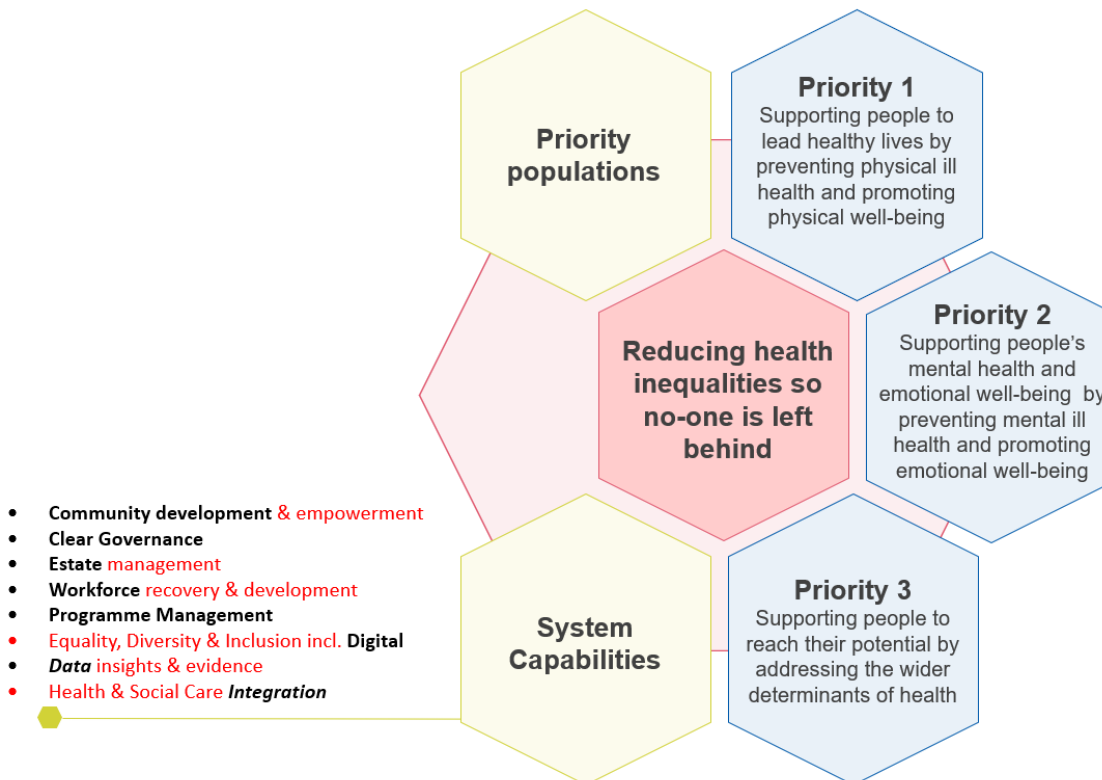 Priority
populations
Priority 1
Supporting people to
lead healthy lives by
preventing physical ill
health and promoting
physical well-being
Reducing health
inequalities so
no-one is left
behind
Priority 2
Supporting people's
mental health and
emotional well-being by
preventing mental ill
health and promoting
emotional well-being
• Community development & empowerment
• Clear Governance
• Estate management
• Workforce recovery & development
• Programme Management
• Equality, Diversity & Inclusion incl. Digital
• Data insights & evidence
• Health & Social Care Integration
System
Capabilities
Priority 3
Supporting people to
reach their potential by
addressing the wider
determinants of health